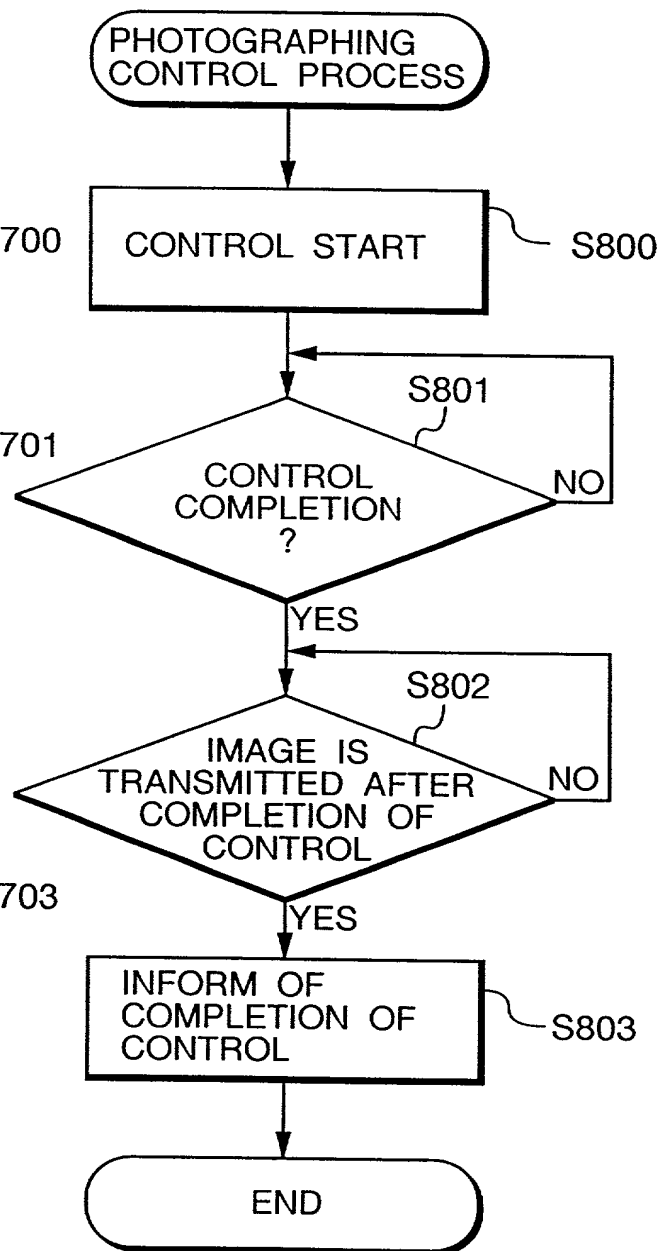 PHOTOGRAPHING
CONTROL PROCESS
700
CONTROL START
S800
S801
701
CONTROL
COMPLETION
?
NO
YES
S802
IMAGE IS
TRANSMITTED AFTER
COMPLETION OF
CONTROL
NO
703
YES
INFORM OF
COMPLETION OF
CONTROL
S803
END